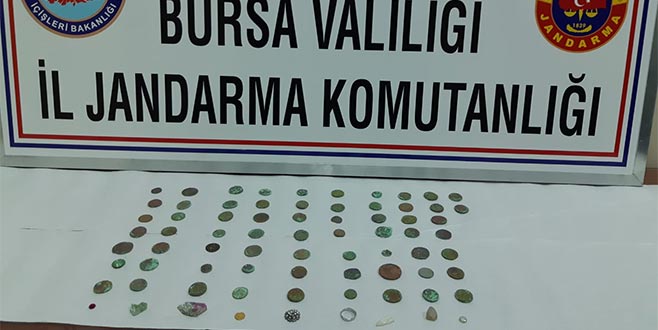 İÇİŞLERİ BAKANLIĞI
BURSA VALİLİĞİ
JANDARMA
1839
İL JANDARMA KOMUTANLIĞI